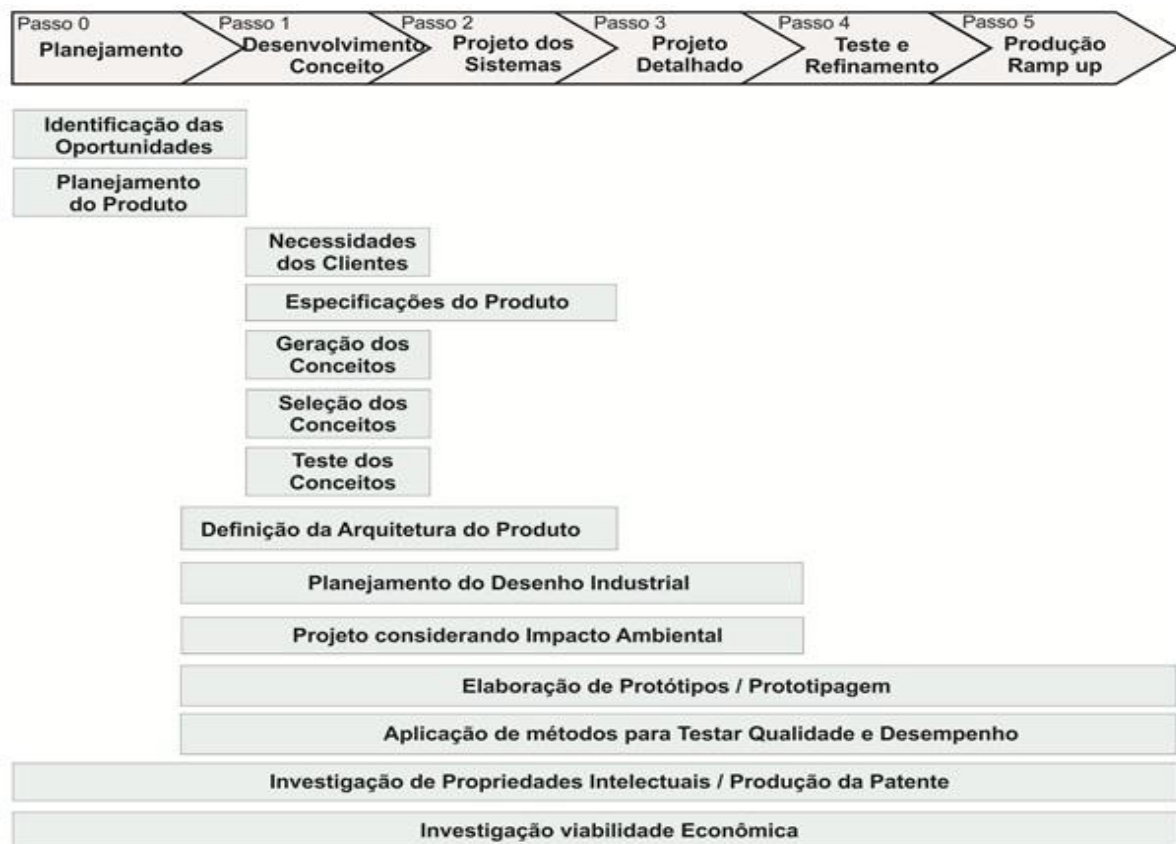 Passo 0
Planejamento
Passo 1
Desenvolvimento
Conceito
Passo 2
Projeto dos
Sistemas
Passo 3
Projeto
Detalhado
Passo 4
Teste e
Refinamento
Passo 5
Produção
Ramp up
Identificação das
Oportunidades
Planejamento
do Produto
Necessidades
dos Clientes
Especificações do Produto
Geração dos
Conceitos
Seleção dos
Conceitos
Teste dos
Conceitos
Definição da Arquitetura do Produto
Planejamento do Desenho Industrial
Projeto considerando Impacto Ambiental
Elaboração de Protótipos / Prototipagem
Aplicação de métodos para Testar Qualidade e Desempenho
Investigação de Propriedades Intelectuais / Produção da Patente
Investigação viabilidade Econômica